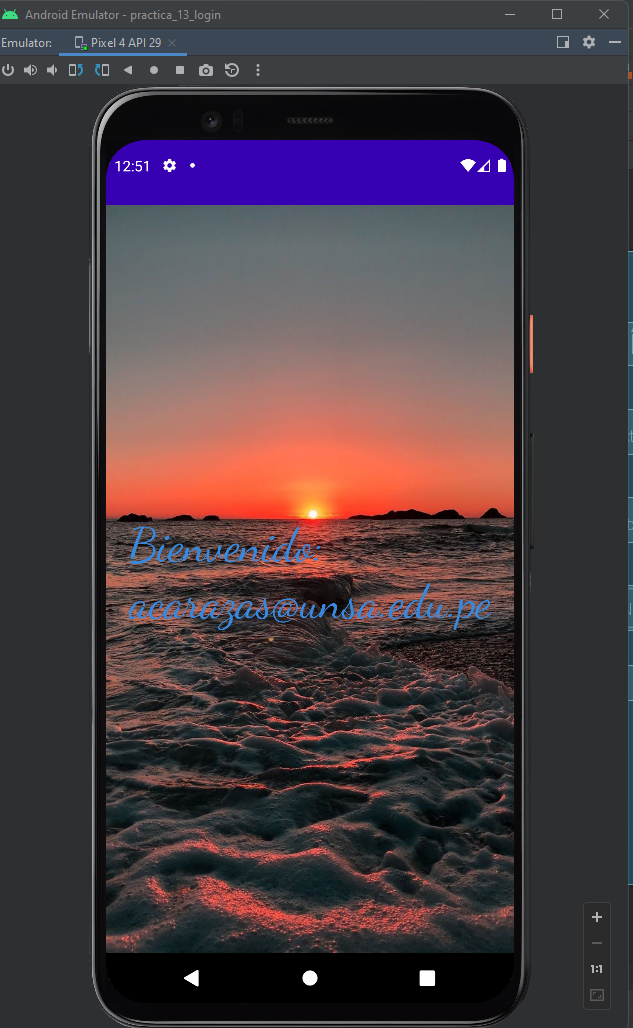 Android Emulator - practica_13_login
Emulator:
Pixel 4 API 29
12:51
Bienvenido:
acarazas@unsa.edu.pe
1:1